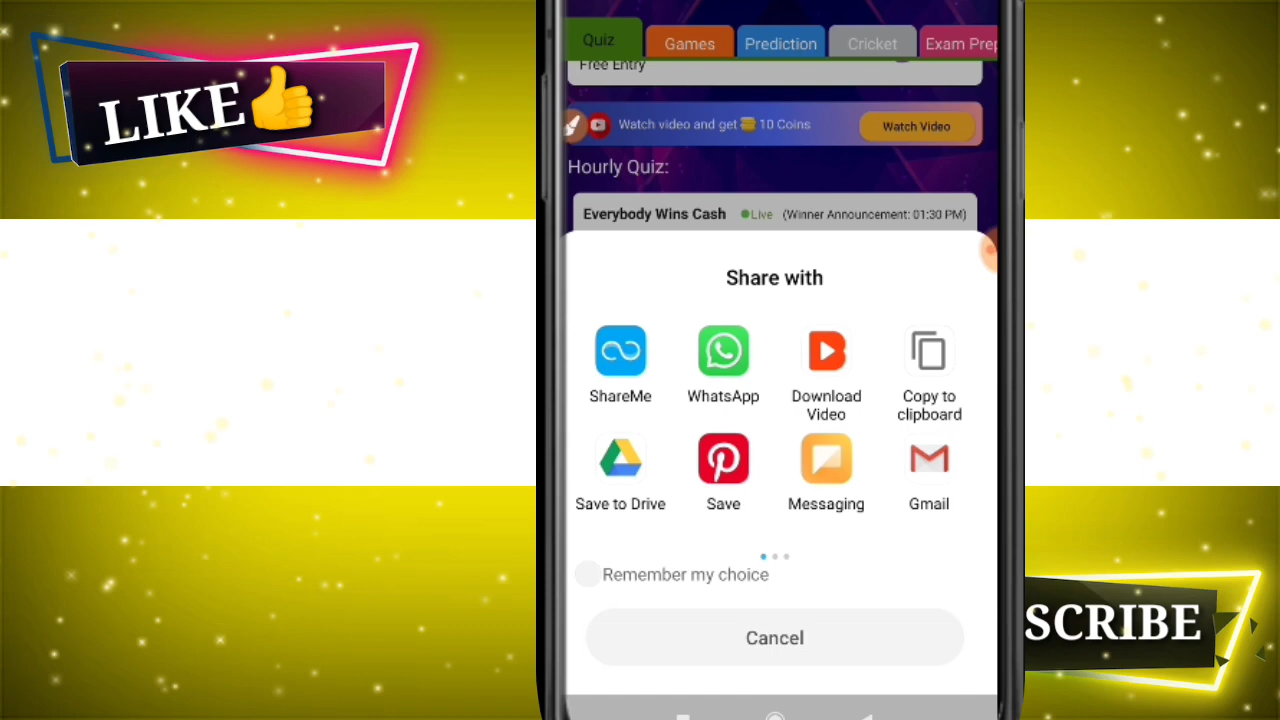 LIKE👍
Quiz
Games
Prediction
Cricket
Exam Prep
Free Entry
Watch video and get 10 Coins
Watch Video
Hourly Quiz:
Everybody Wins Cash
Live
(Winner Announcement: 01:30 PM)
Share with
ShareMe
WhatsApp
Download
Video
Copy to
clipboard
Save to Drive
Save
Messaging
Gmail
Remember my choice
Cancel
SCRIBE